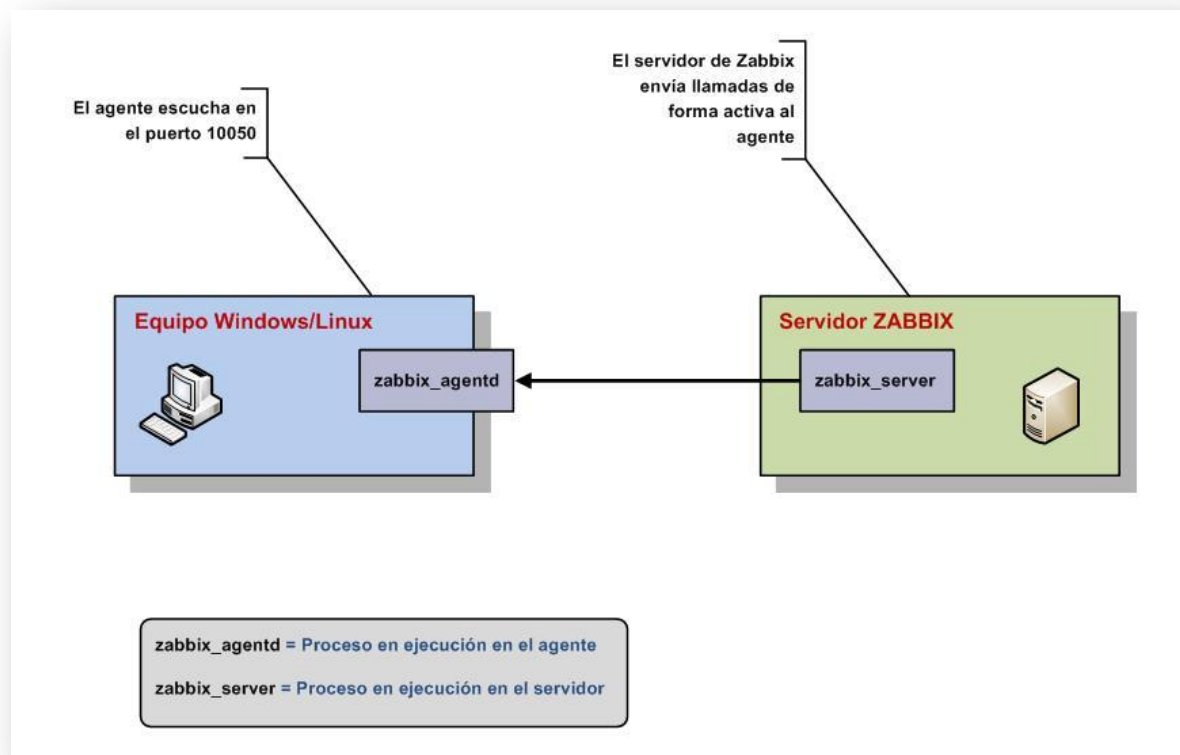 El agente escucha en
el puerto 10050
El servidor de Zabbix
envía llamadas de
forma activa al
agente
Equipo Windows/Linux
zabbix_agentd
Servidor ZABBIX
zabbix_server
zabbix_agentd = Proceso en ejecución en el agente
zabbix_server = Proceso en ejecución en el servidor